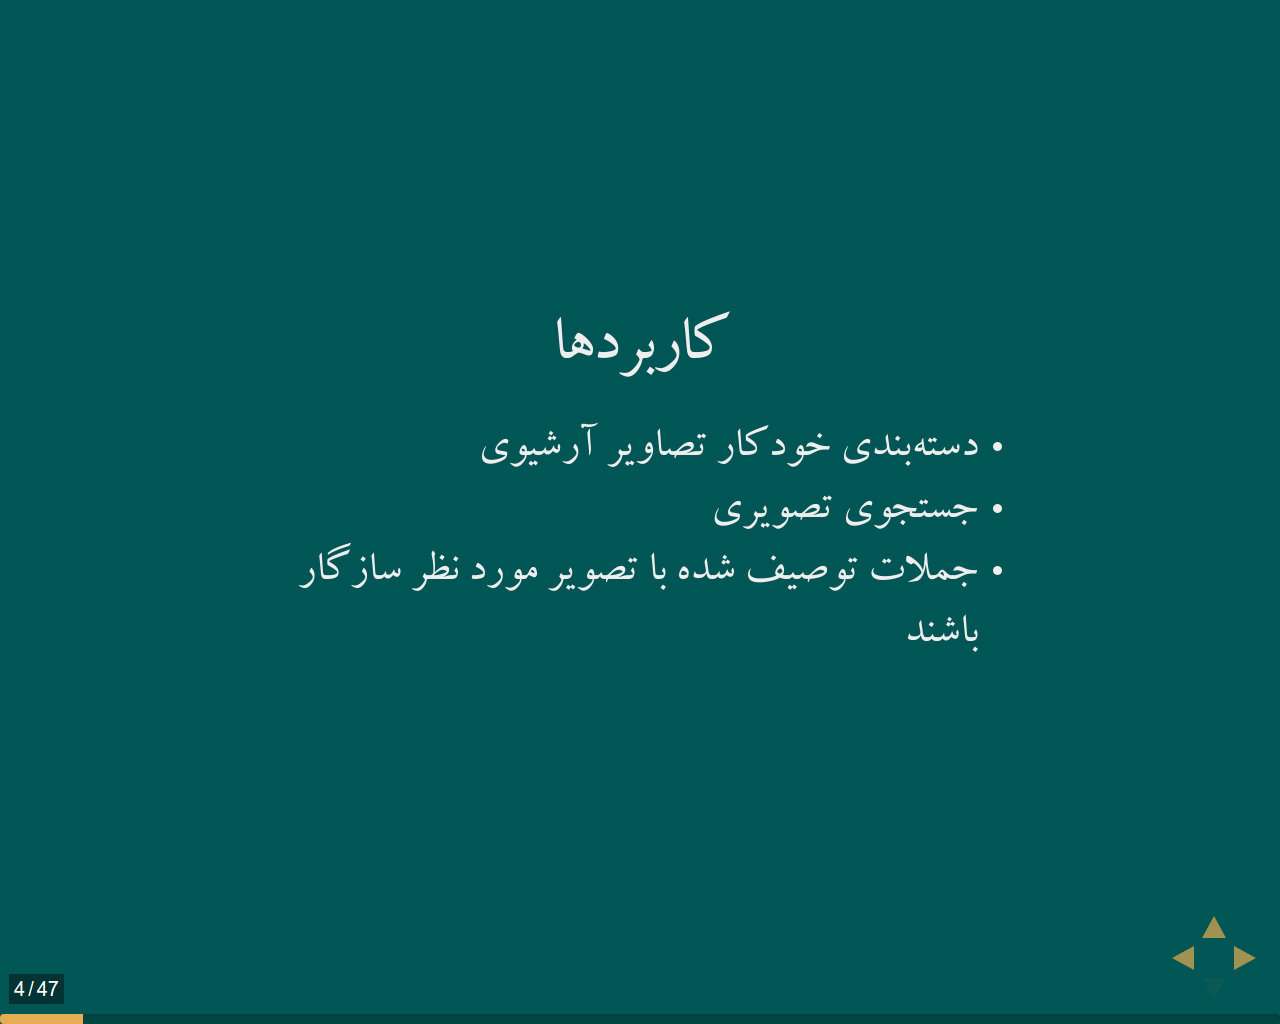 کاربردها
• دسته‌بندی خودکار تصاویر آرشیوی
• جستجوی تصویری
• جملات توصیف شده با تصویر مورد نظر سازگار
باشند
4/47